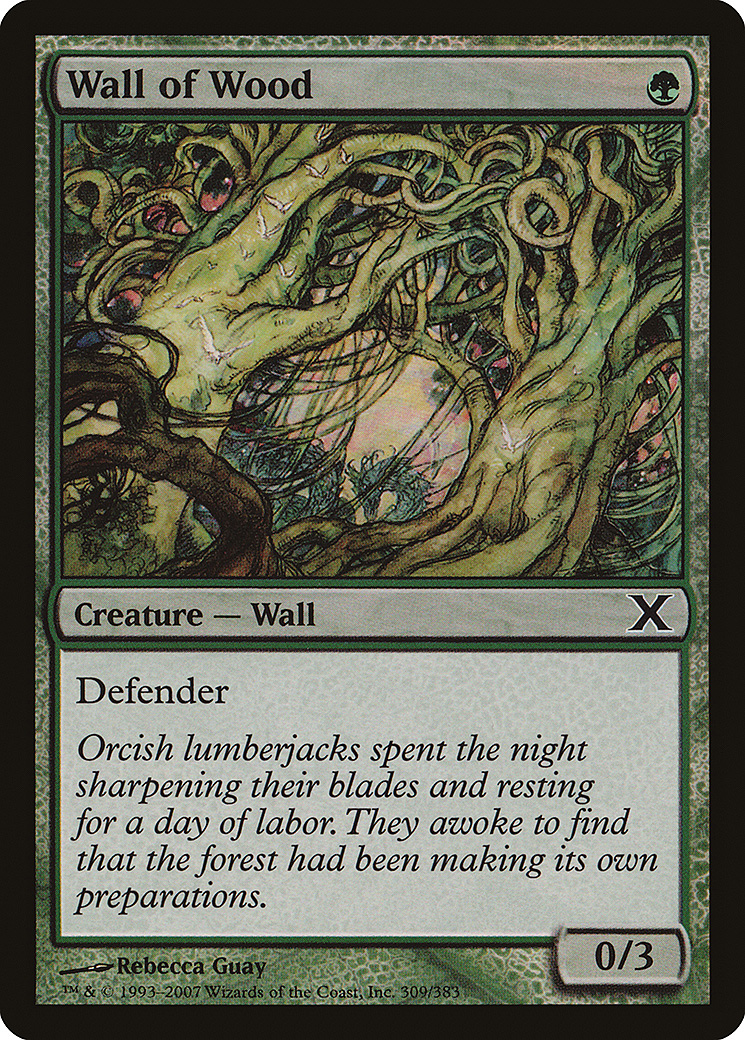 Wall of Wood
Creature — Wall
X
Defender
Orcish lumberjacks spent the night
sharpening their blades and resting
for a day of labor. They awoke to find
that the forest had been making its own
preparations.
0/3
Rebecca Guay
™ & © 1993–2007 Wizards of the Coast, Inc. 309/383